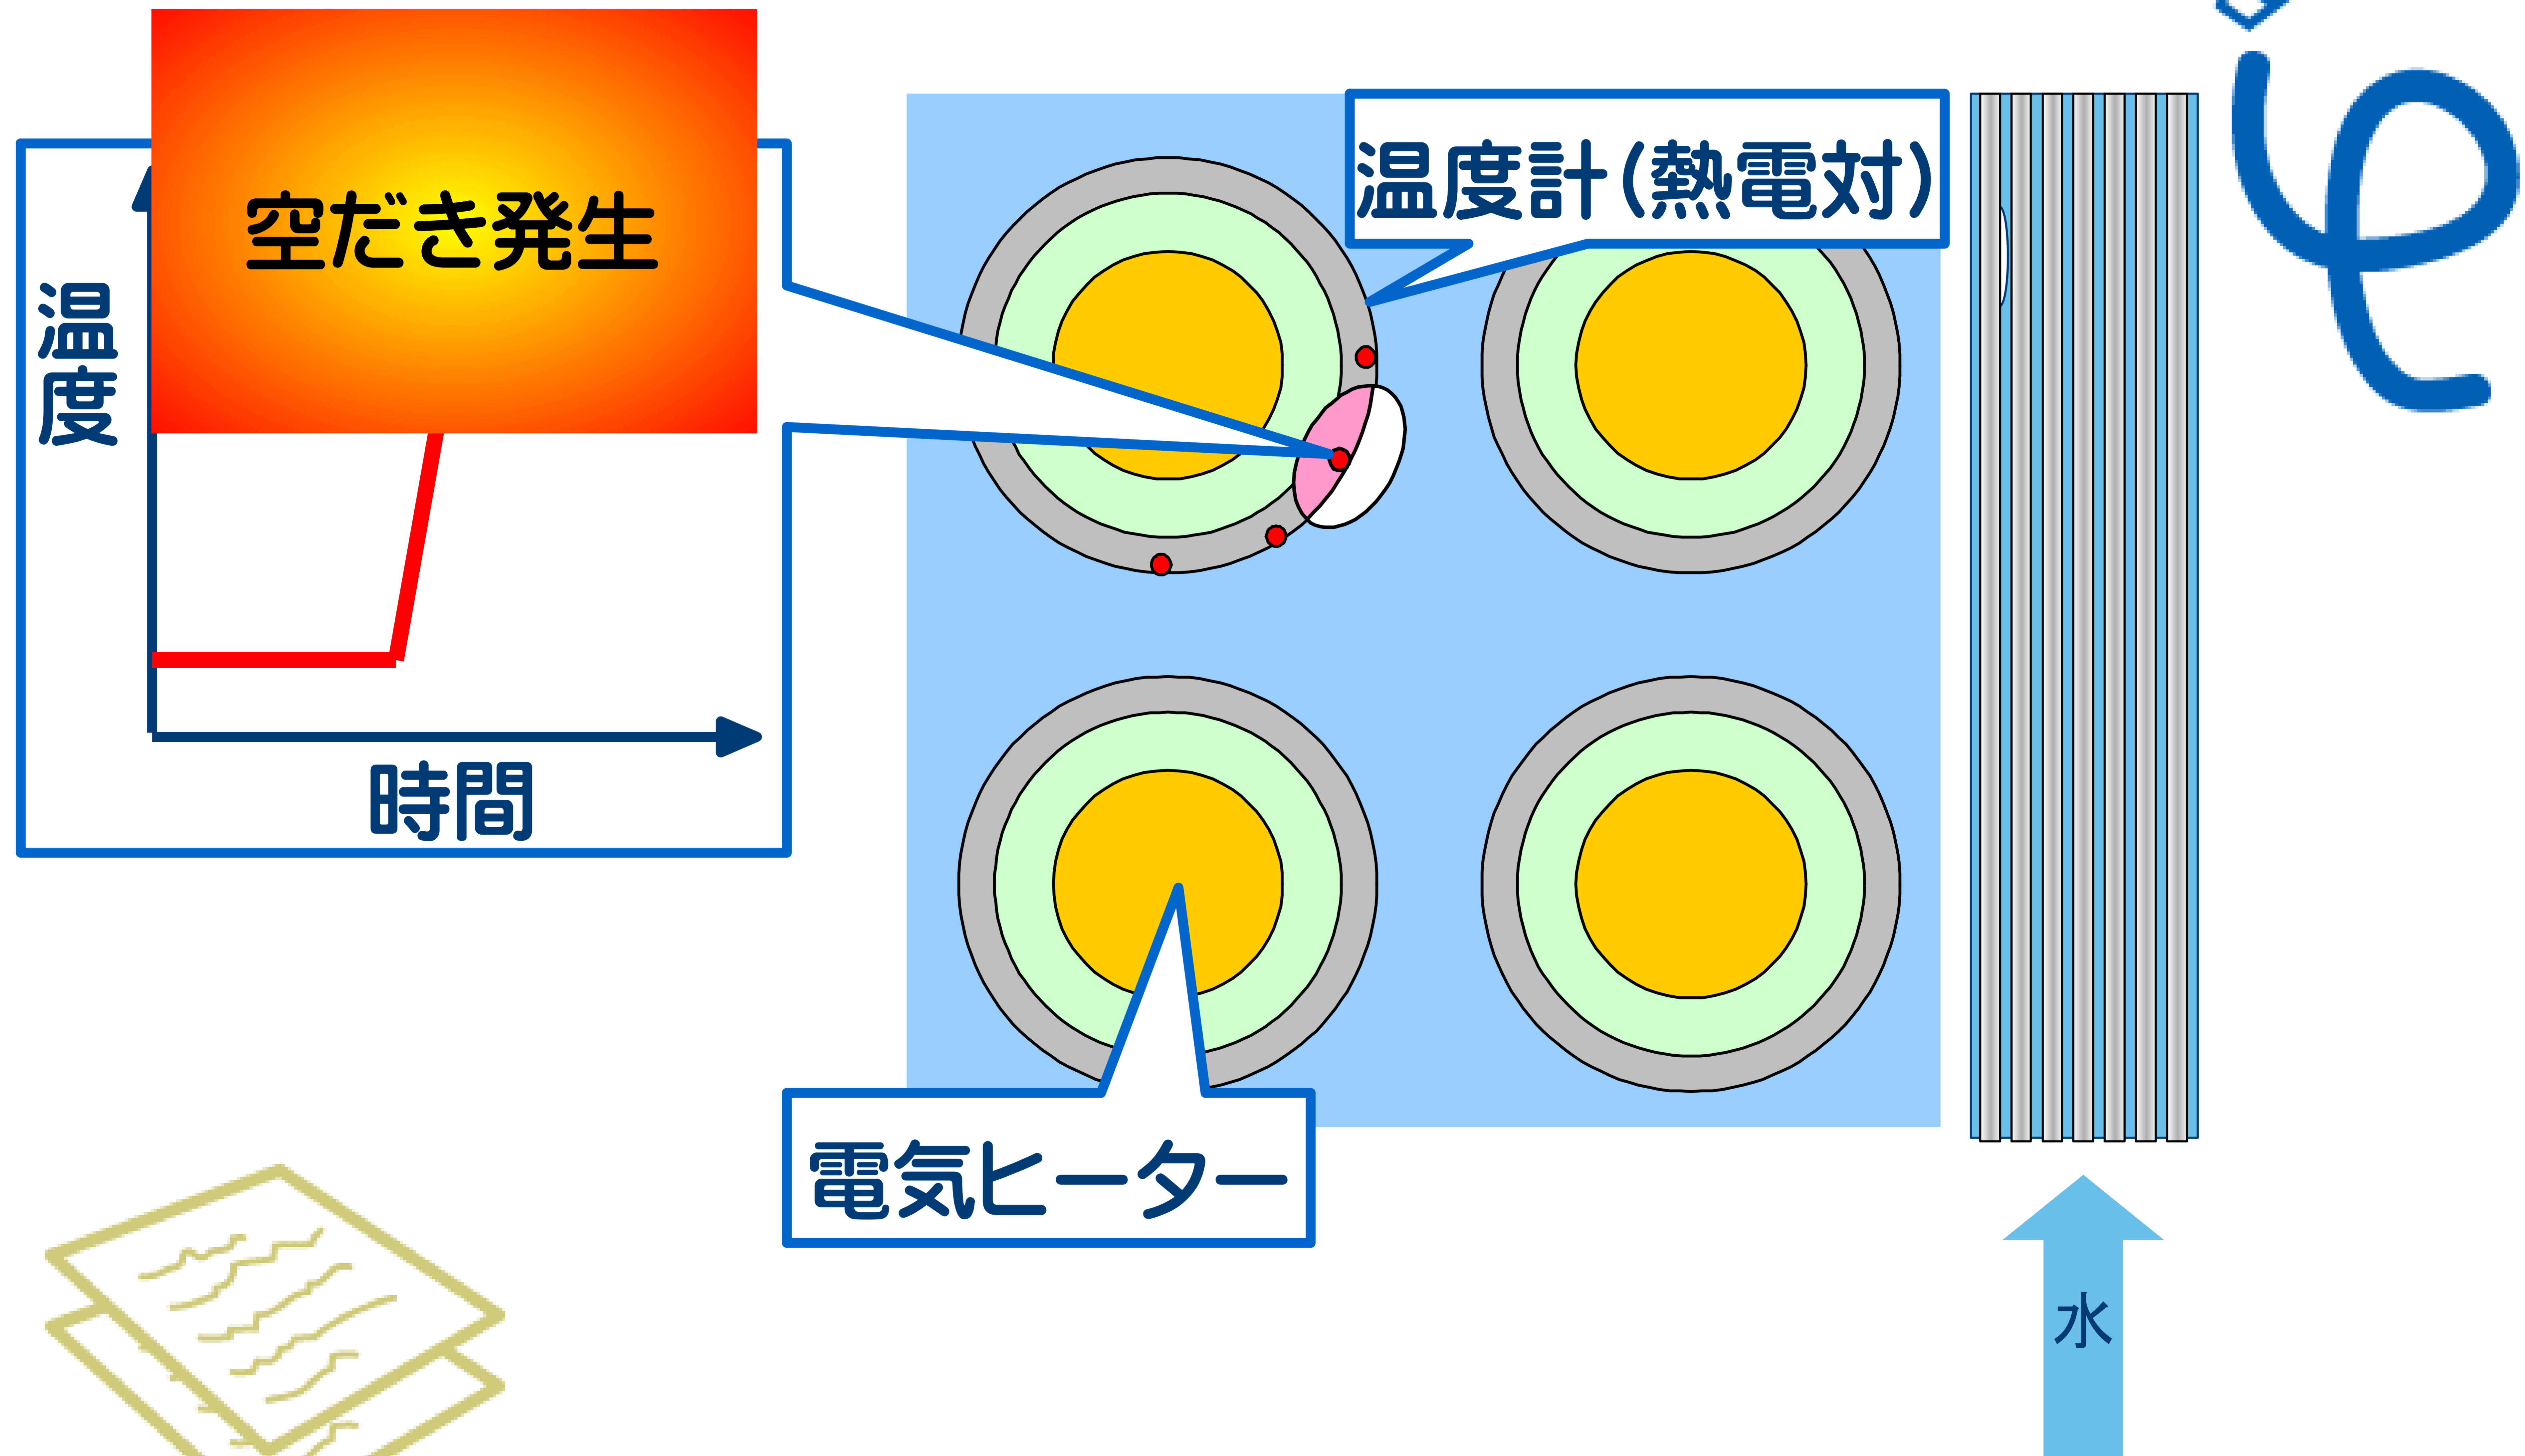 空だき発生
温度
時間
温度計(熱電対)
電気ヒーター
水